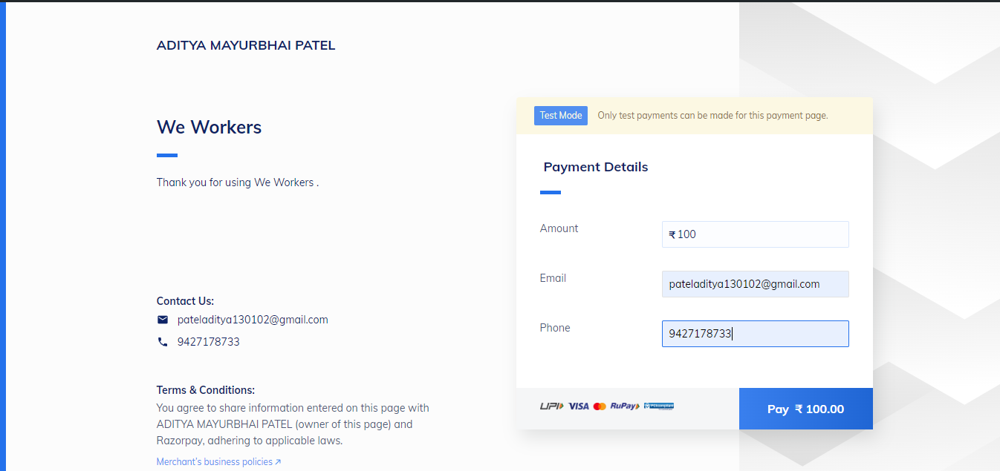 ADITYA MAYURBHAI PATEL
We Workers
Thank you for using We Workers .
Contact Us:
pateladitya130102@gmail.com
9427178733
Terms & Conditions:
You agree to share information entered on this page with
ADITYA MAYURBHAI PATEL (owner of this page) and
Razorpay, adhering to applicable laws.
Merchant's business policies
Test Mode Only test payments can be made for this payment page.
Payment Details
Amount ₹ 100
Email pateladitya130102@gmail.com
Phone 9427178733
UPI VISA RuPay
Pay ₹ 100.00